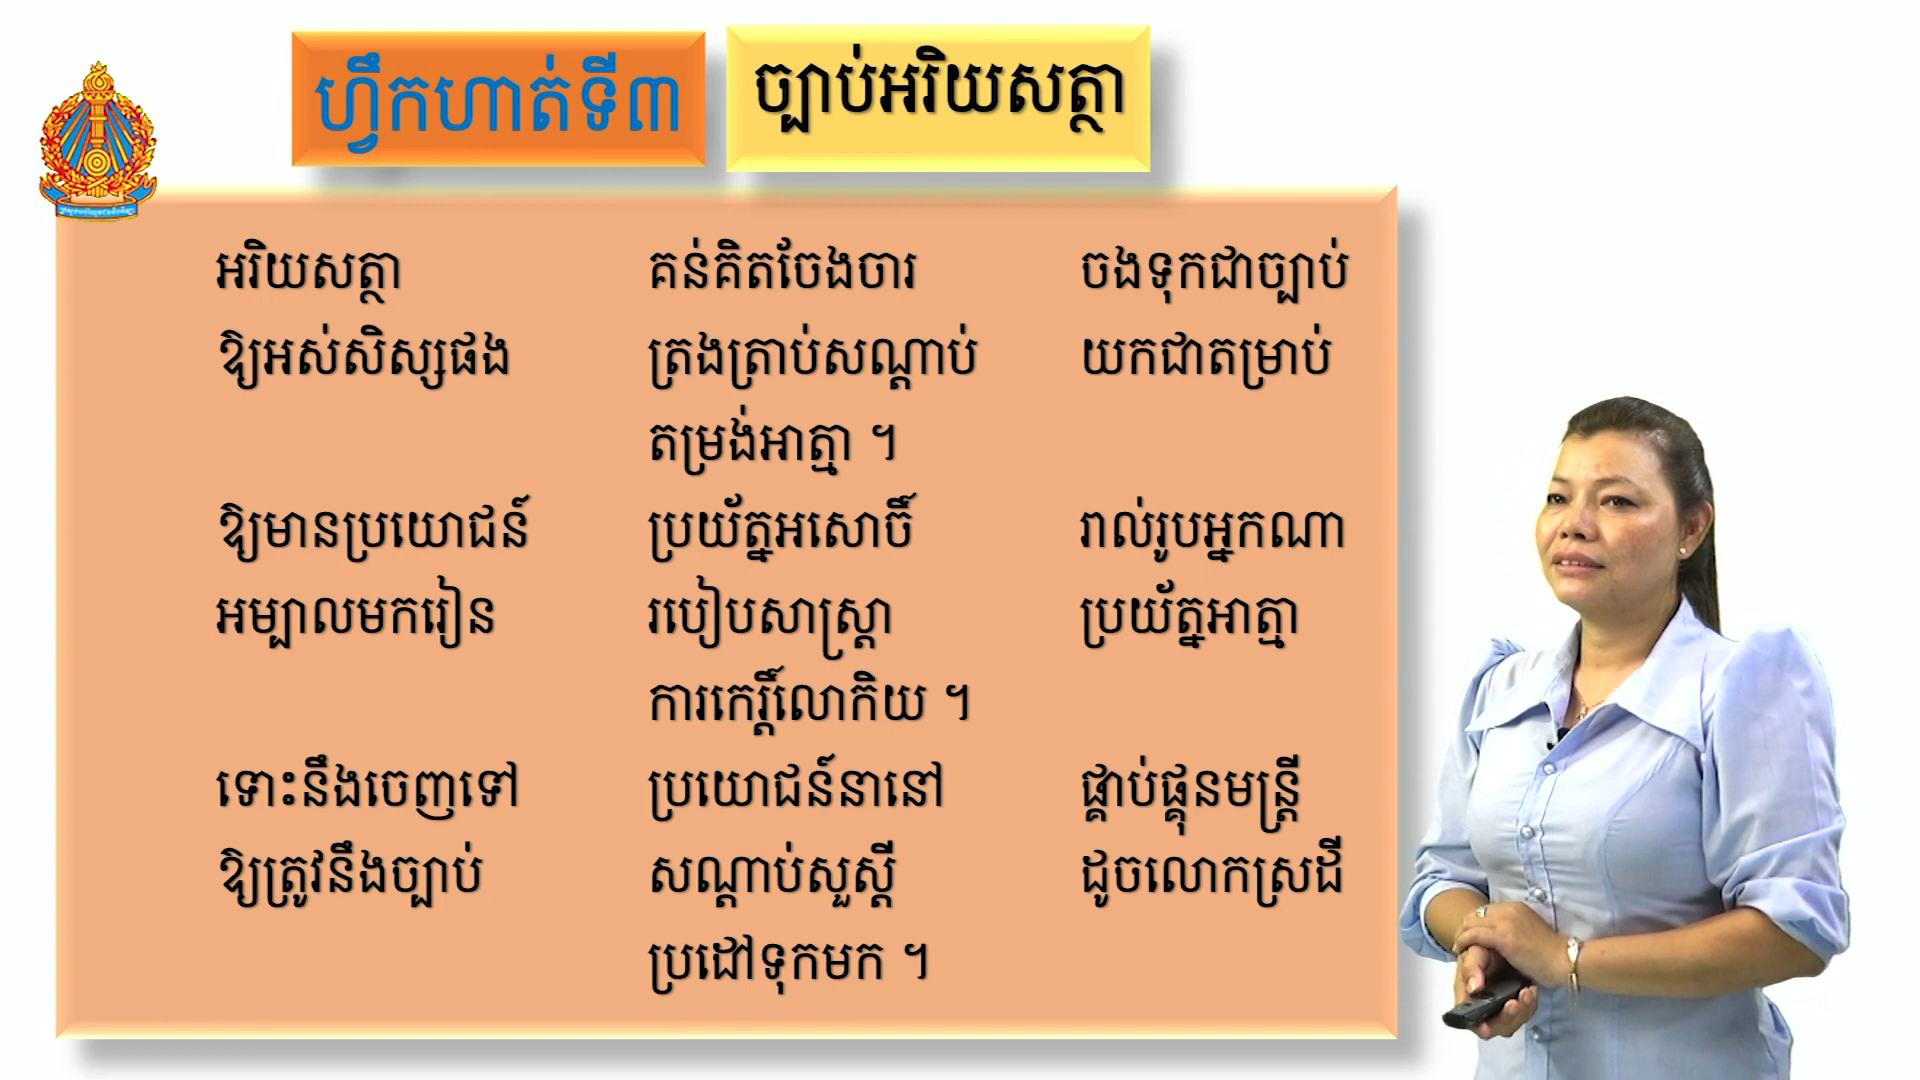 ហ្វឹកហាត់ទី៣ ច្បាប់អរិយសត្ថា
អរិយសត្ថា គន់គិតចែងចារ ចងទុកជាច្បាប់
ឱ្យអស់សិស្សផង ត្រងត្រាប់សណ្ដាប់ យកជាតម្រាប់
តម្រង់អាត្មា ។
ឱ្យមានប្រយោជន៍ ប្រយ័ត្នអសោចិ៍ រាល់រូបអ្នកណា
អម្បាលមករៀន របៀបសាស្ត្រា ប្រយ័ត្នអាត្មា
ការកេរ្តិ៍លោកិយ ។
ទោះនឹងចេញទៅ ប្រយោជន៍នានៅ ផ្គាប់ផ្គុនមន្ត្រី
ឱ្យត្រូវនឹងច្បាប់ សណ្ដាប់សួស្ដី ដូចលោកស្រដី
ប្រដៅទុកមក ។